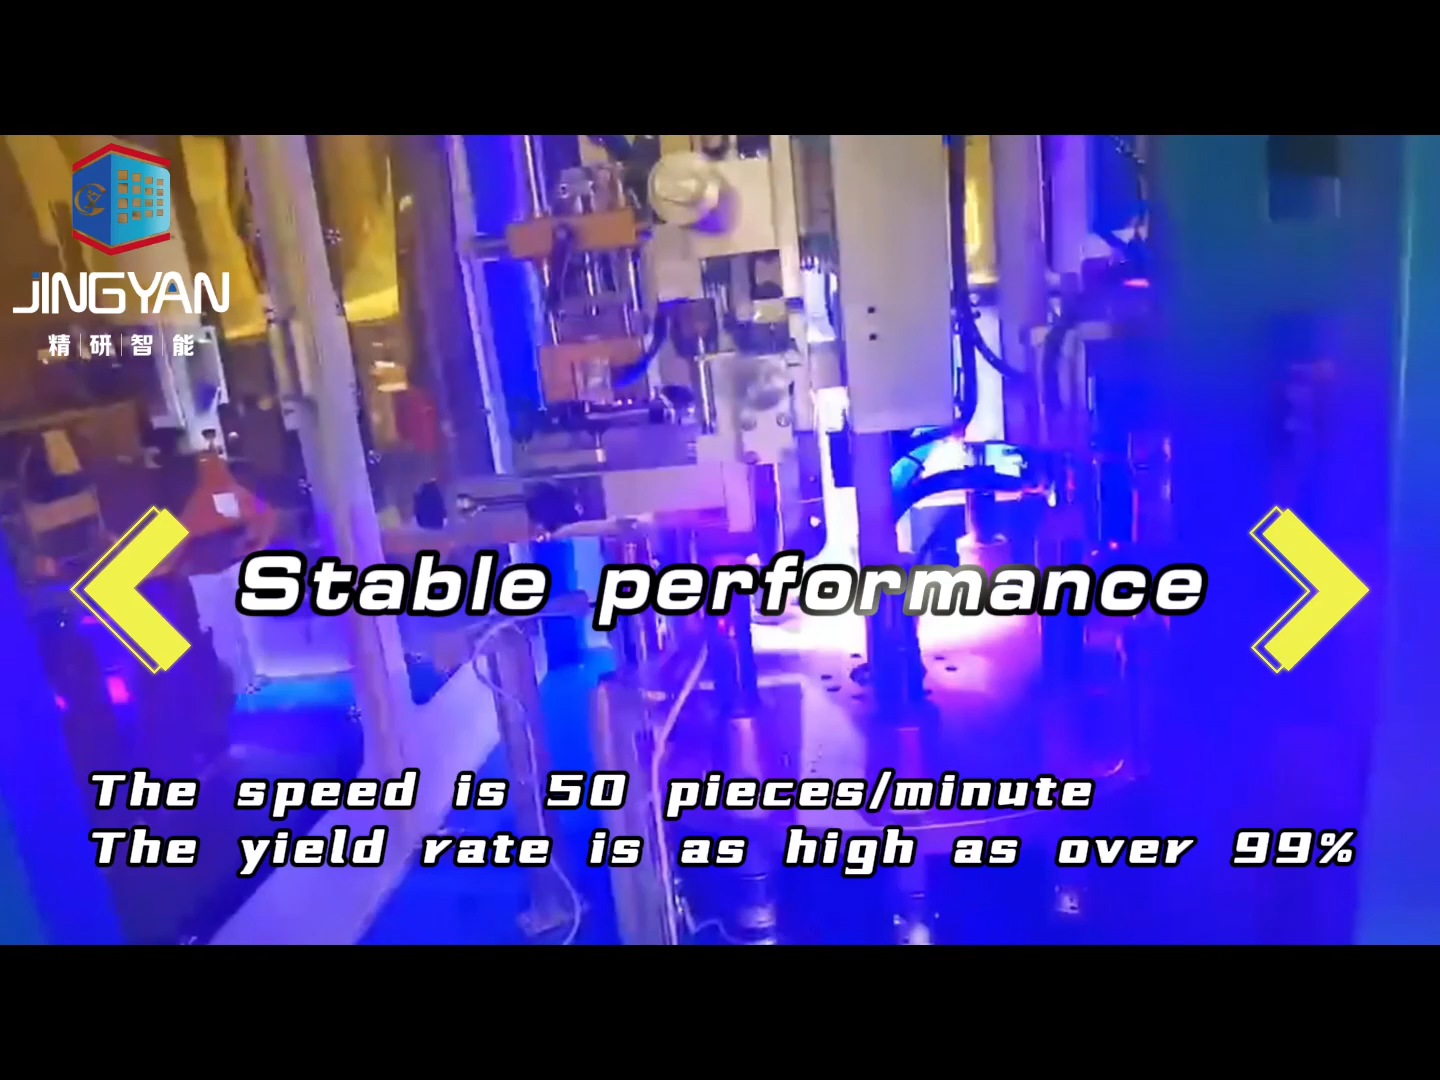 JINGYAN
精研智能
Stable performance
The speed is 50 pieces/minute
The yield rate is as high as over 99%